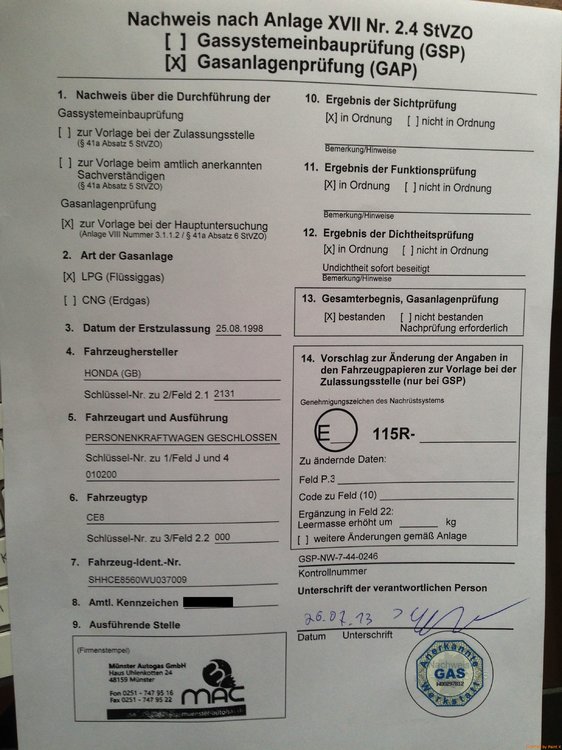 Nachweis nach Anlage XVII Nr. 2.4 StVZO
[ ] Gassystemeinbauprüfung (GSP)
[X] Gasanlagenprüfung (GAP)
1. Nachweis über die Durchführung der
Gassystemeinbauprüfung
[ ] zur Vorlage bei der Zulassungsstelle
(§ 41a Absatz 5 StVZO)
[ ] zur Vorlage beim amtlich anerkannten
Sachverständigen
(§ 41a Absatz 5 StVZO)
Gasanlagenprüfung
[X] zur Vorlage bei der Hauptuntersuchung
(Anlage VIII Nummer 3.1.1.2 / § 41a Absatz 6 StVZO)
2. Art der Gasanlage
[X] LPG (Flüssiggas)
[ ] CNG (Erdgas)
3. Datum der Erstzulassung 25.08.1998
4. Fahrzeughersteller
HONDA (GB)
Schlüssel-Nr. zu 2/Feld 2.1 2131
5. Fahrzeugart und Ausführung
PERSONENKRAFTWAGEN GESCHLOSSEN
Schlüssel-Nr. zu 1/Feld J und 4
010200
6. Fahrzeugtyp
CE8
Schlüssel-Nr. zu 3/Feld 2.2 000
7. Fahrzeug-Ident.-Nr.
SHHCE8560WU037009
8. Amtl. Kennzeichen
9. Ausführende Stelle
(Firmenstempel)
Münster Autogas GmbH
Haus Uhlenkotten 24
48159 Münster
Fon 0251 - 747 95 16
Fax 0251 - 747 95 22
MAC
10. Ergebnis der Sichtprüfung
[X] in Ordnung [ ] nicht in Ordnung
Bemerkung/Hinweise
11. Ergebnis der Funktionsprüfung
[X] in Ordnung [ ] nicht in Ordnung
Bemerkung/Hinweise
12. Ergebnis der Dichtheitsprüfung
[X] in Ordnung [ ] nicht in Ordnung
Undichtheit sofort beseitigt
Bemerkung/Hinweise
13. Gesamterbegnis, Gasanlagenprüfung
[X] bestanden [ ] nicht bestanden
Nachprüfung erforderlich
14. Vorschlag zur Änderung der Angaben in
den Fahrzeugpapieren zur Vorlage bei der
Zulassungsstelle (nur bei GSP)
Genehmigungszeichen des Nachrüstsystems
E 115R-
Zu ändernde Daten:
Feld P.3
Code zu Feld (10)
Ergänzung in Feld 22:
Leermasse erhöht um kg
[ ] weitere Änderungen gemäß Anlage
GSP-NW-7-44-0246
Kontrollnummer
Unterschrift der verantwortlichen Person
26.07.13
Datum Unterschrift
Anerkannte
GAS
Werkstatt